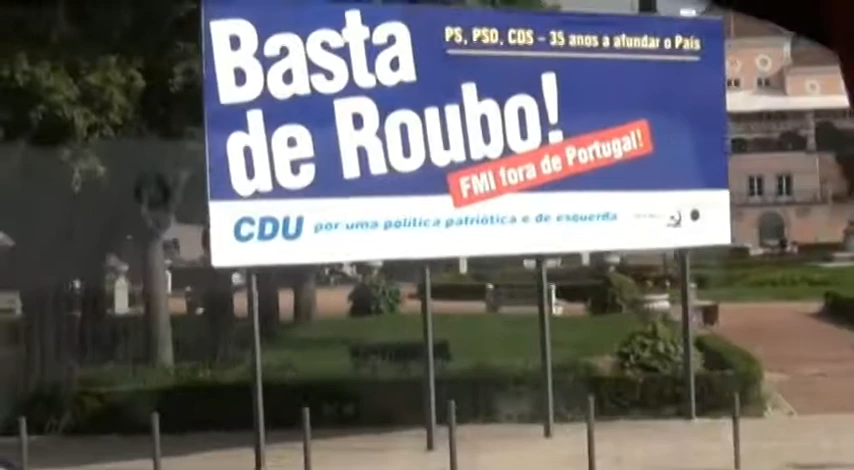 PS, PSD, CDS - 35 anos a afundar o País
Basta
de Roubo!
FMI fora de Portugal!
CDU por uma política patriótica e de esquerda